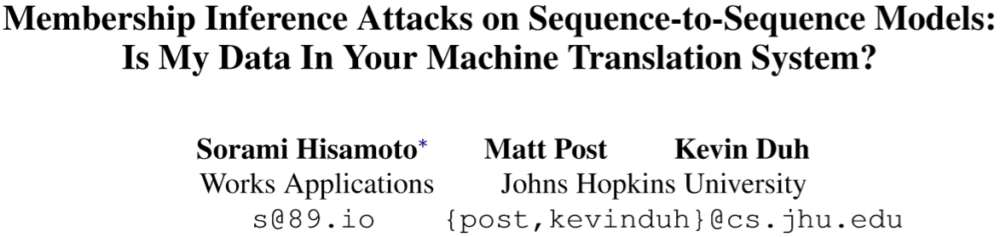 Membership Inference Attacks on Sequence-to-Sequence Models:
Is My Data In Your Machine Translation System?
Sorami Hisamoto* Matt Post Kevin Duh
Works Applications Johns Hopkins University
s@89.io {post,kevinduh}@cs.jhu.edu